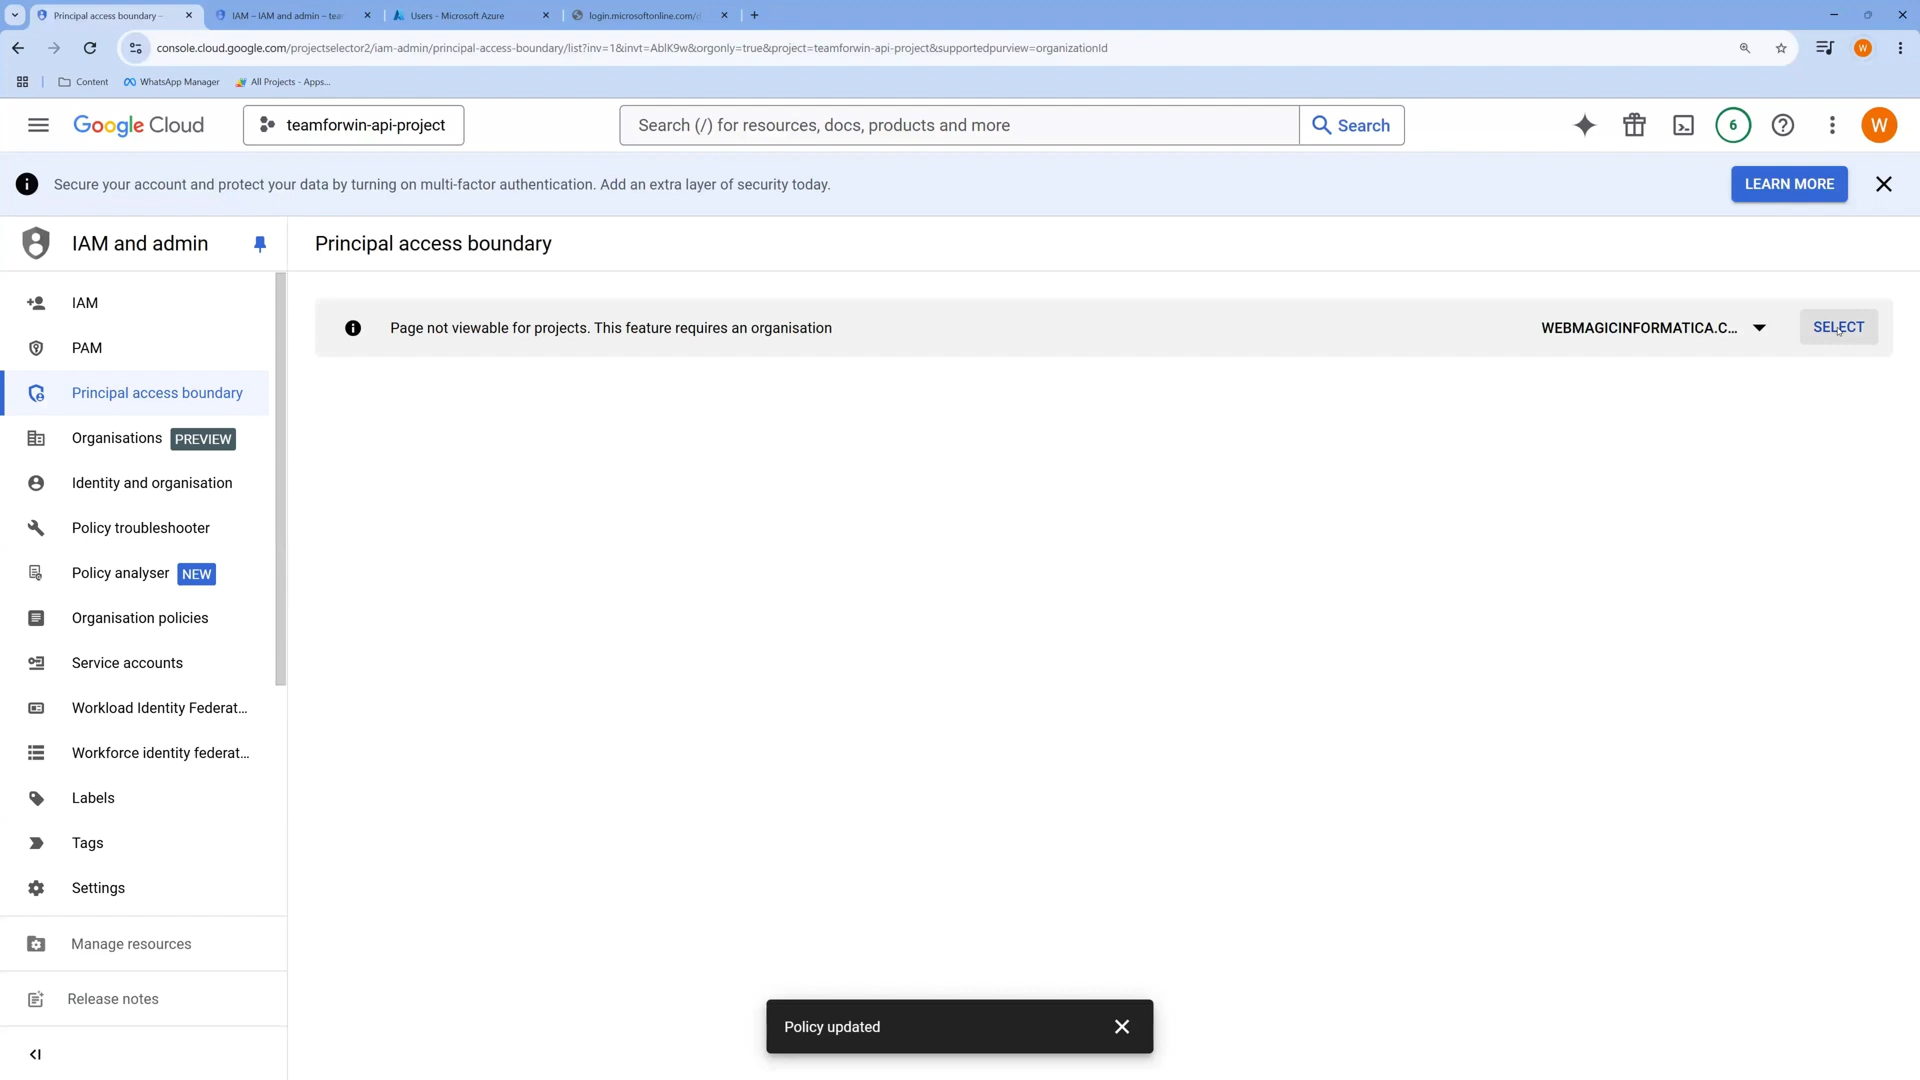 Principal access boundary –
IAM – IAM and admin – tea
Users - Microsoft Azure
login.microsoftonline.com/
console.cloud.google.com/projectselector2/iam-admin/principal-access-boundary/list?inv=1&invt=AblK9w&orgonly=true&project=teamforwin-api-project&supportedpurview=organizationId
W
Content
WhatsApp Manager
All Projects - Apps...
Google Cloud
teamforwin-api-project
Search (/) for resources, docs, products and more
Search
6
W
Secure your account and protect your data by turning on multi-factor authentication. Add an extra layer of security today.
LEARN MORE
IAM and admin
Principal access boundary
IAM
Page not viewable for projects. This feature requires an organisation
WEBMAGICINFORMATICA.C...
SELECT
PAM
Principal access boundary
Organisations PREVIEW
Identity and organisation
Policy troubleshooter
Policy analyser NEW
Organisation policies
Service accounts
Workload Identity Federat...
Workforce identity federat...
Labels
Tags
Settings
Manage resources
Release notes
Policy updated